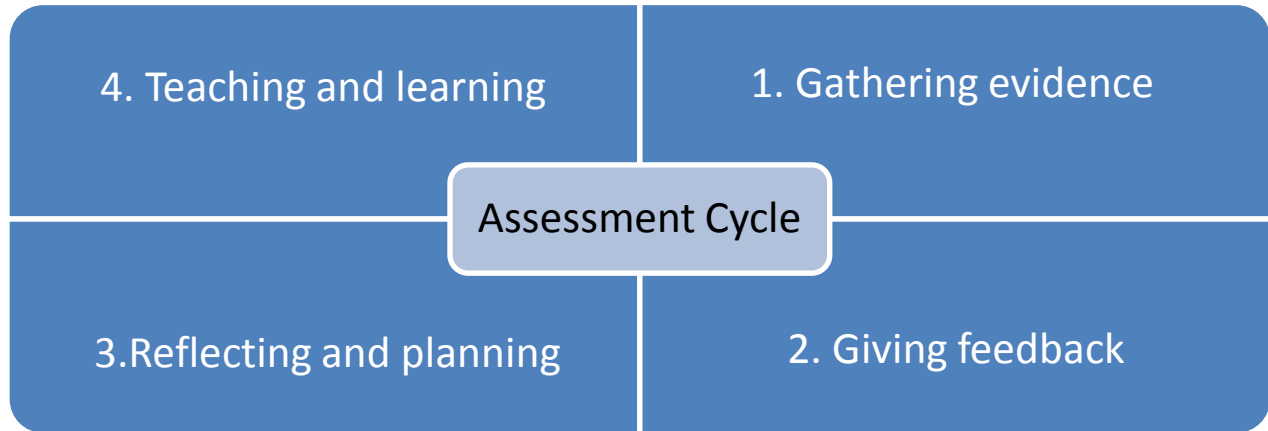 4. Teaching and learning
1. Gathering evidence
Assessment Cycle
3.Reflecting and planning
2. Giving feedback